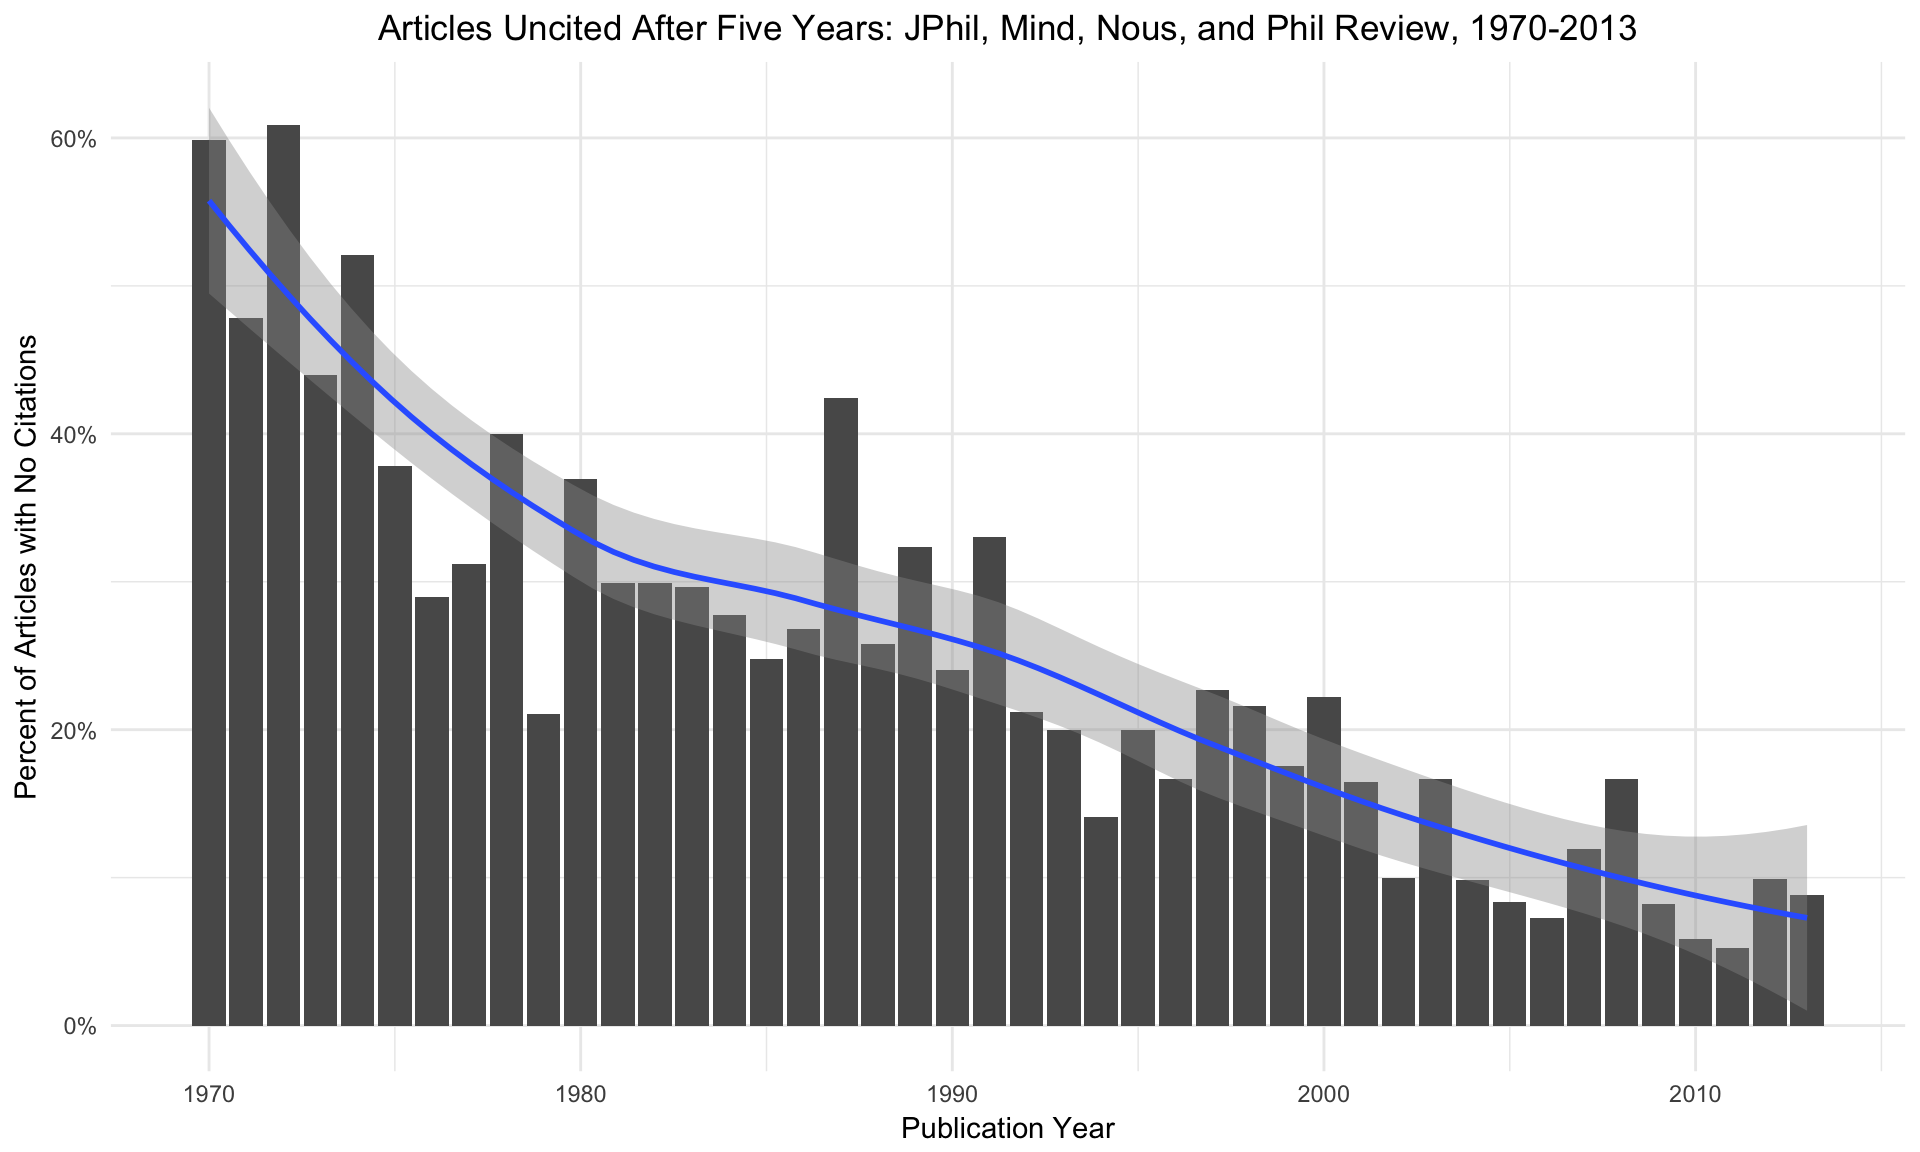 Articles Uncited After Five Years: JPhil, Mind, Nous, and Phil Review, 1970-2013
Percent of Articles with No Citations
60%
40%
20%
0%
1970 1980 1990 2000 2010
Publication Year